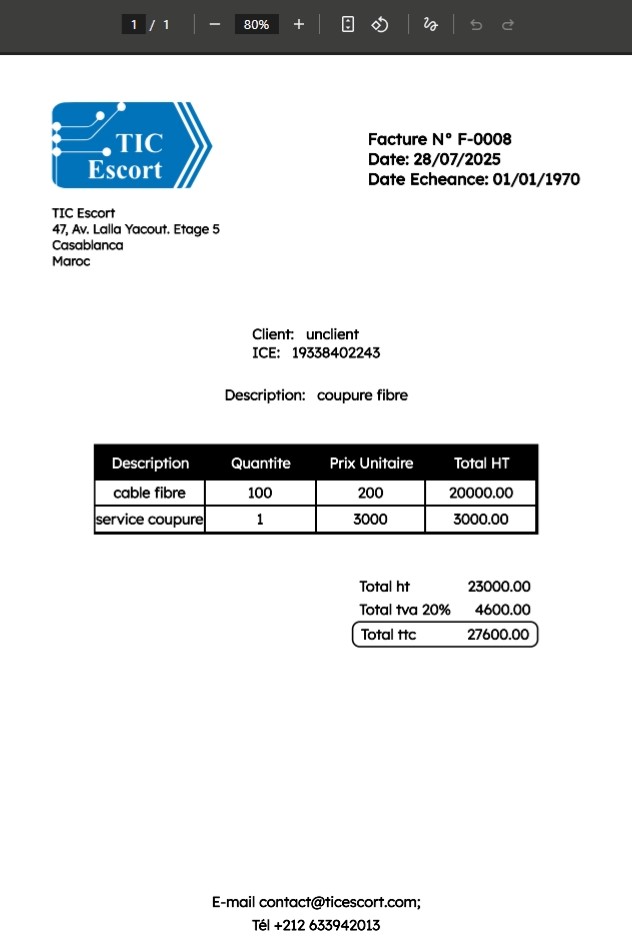 1 / 1 80%
TIC
Escort
Facture N° F-0008
Date: 28/07/2025
Date Echeance: 01/01/1970
TIC Escort
47, Av. Lalla Yacout. Etage 5
Casablanca
Maroc
Client: unclient
ICE: 19338402243
Description: coupure fibre
Description Quantite Prix Unitaire Total HT
cable fibre 100 200 20000.00
service coupure 1 3000 3000.00
Total ht 23000.00
Total tva 20% 4600.00
Total ttc 27600.00
E-mail contact@ticescort.com;
Tél +212 633942013